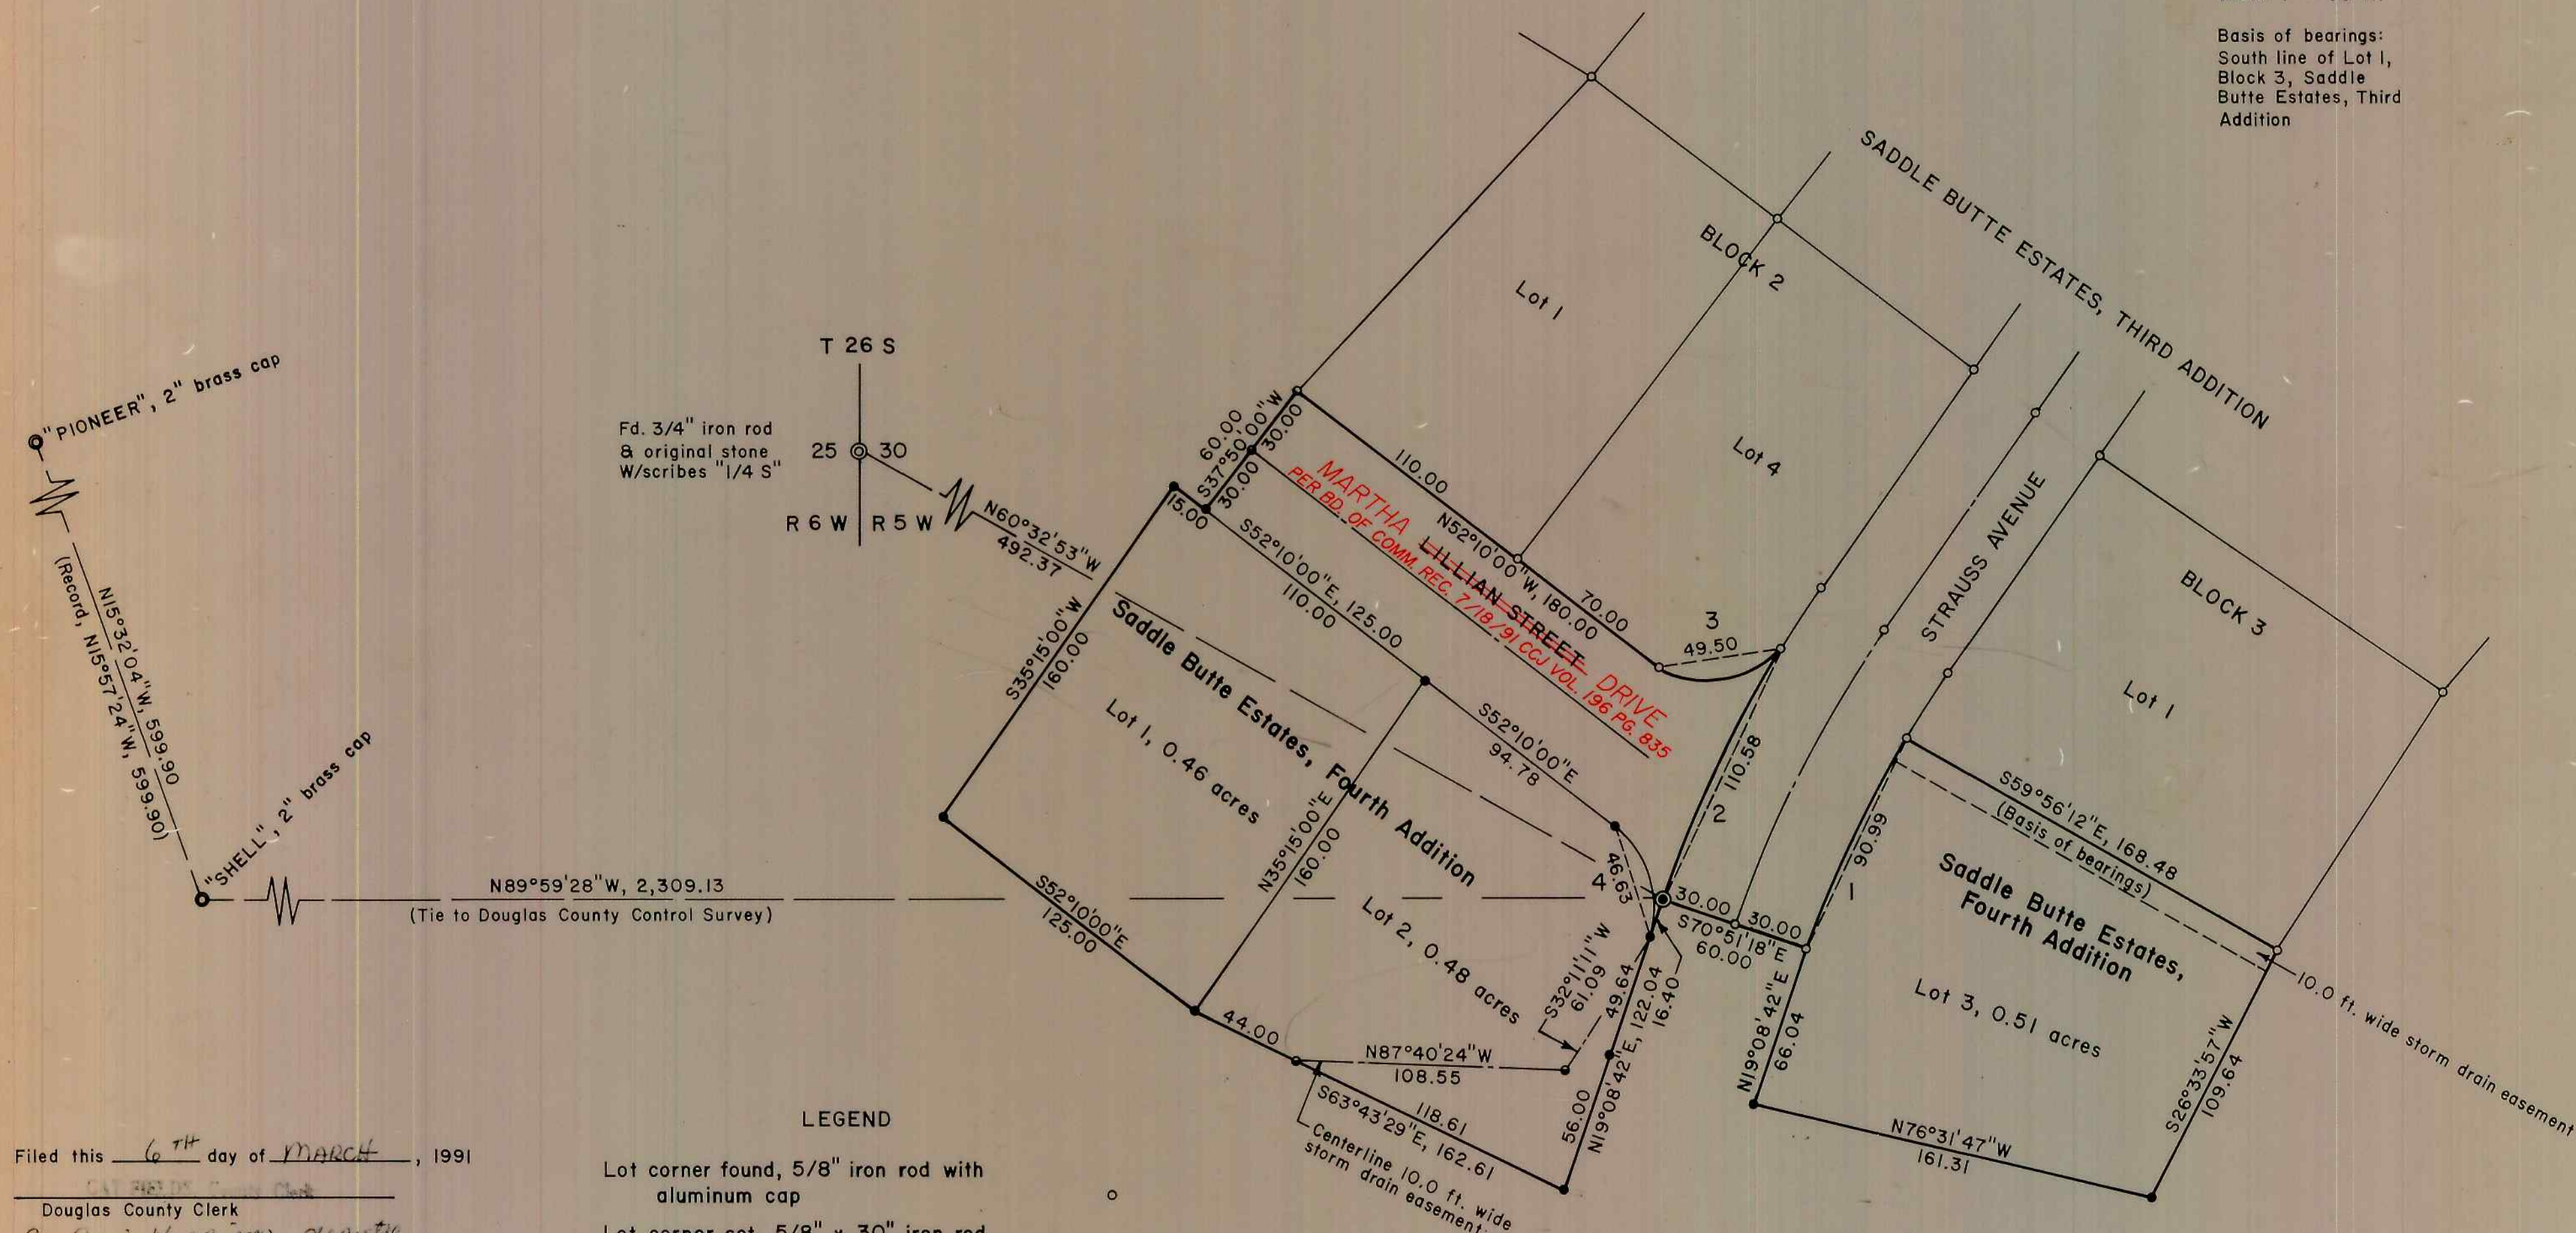 Basis of bearings:
South line of Lot 1,
Block 3, Saddle
Butte Estates, Third
Addition
SADDLE BUTTE ESTATES, THIRD ADDITION
BLOCK 2
Lot 1
Lot 4
STRAUSS AVENUE
BLOCK 3
Lot 1
"PIONEER", 2" brass cap
N15°32'04"W, 599.90
(Record, N15°57'24"W, 599.90)
"SHELL", 2" brass cap
N89°59'28"W, 2,309.13
(Tie to Douglas County Control Survey)
T 26 S
Fd. 3/4" iron rod
& original stone
W/scribes "1/4 S"
25 30
R 6 W R 5 W
N60°32'53"W
492.37
60.00
S37°50'00"W
30.00
30.00
15.00
110.00
N52°10'00"W, 180.00
70.00
MARTHA LILLIAN STREET DRIVE
PER BD. OF COMM. REC. 7/18/91 CCJ VOL. 196 PG. 835
3
49.50
S52°10'00"E, 125.00
110.00
S52°10'00"E
94.78
S35°15'00"W
160.00
Saddle Butte Estates, Fourth Addition
Lot 1, 0.46 acres
N35°15'00"E
160.00
S52°10'00"E
125.00
Lot 2, 0.48 acres
110.58
2
4
46.63
30.00 30.00
S70°51'18"E
60.00
90.99
1
S59°56'12"E, 168.48
(Basis of bearings)
Saddle Butte Estates,
Fourth Addition
Lot 3, 0.51 acres
10.0 ft. wide storm drain easement
S32°11'11"W
61.09
49.64
N19°08'42"E, 122.04
16.40
56.00
44.00
N87°40'24"W
108.55
118.61
S63°43'29"E, 162.61
Centerline 10.0 ft. wide
storm drain easement
N19°08'42"E
66.04
N76°31'47"W
161.31
S26°33'57"W
109.64
Filed this 6TH day of MARCH, 1991
Douglas County Clerk
LEGEND
Lot corner found, 5/8" iron rod with
aluminum cap
Lot corner set, 5/8" x 30" iron rod